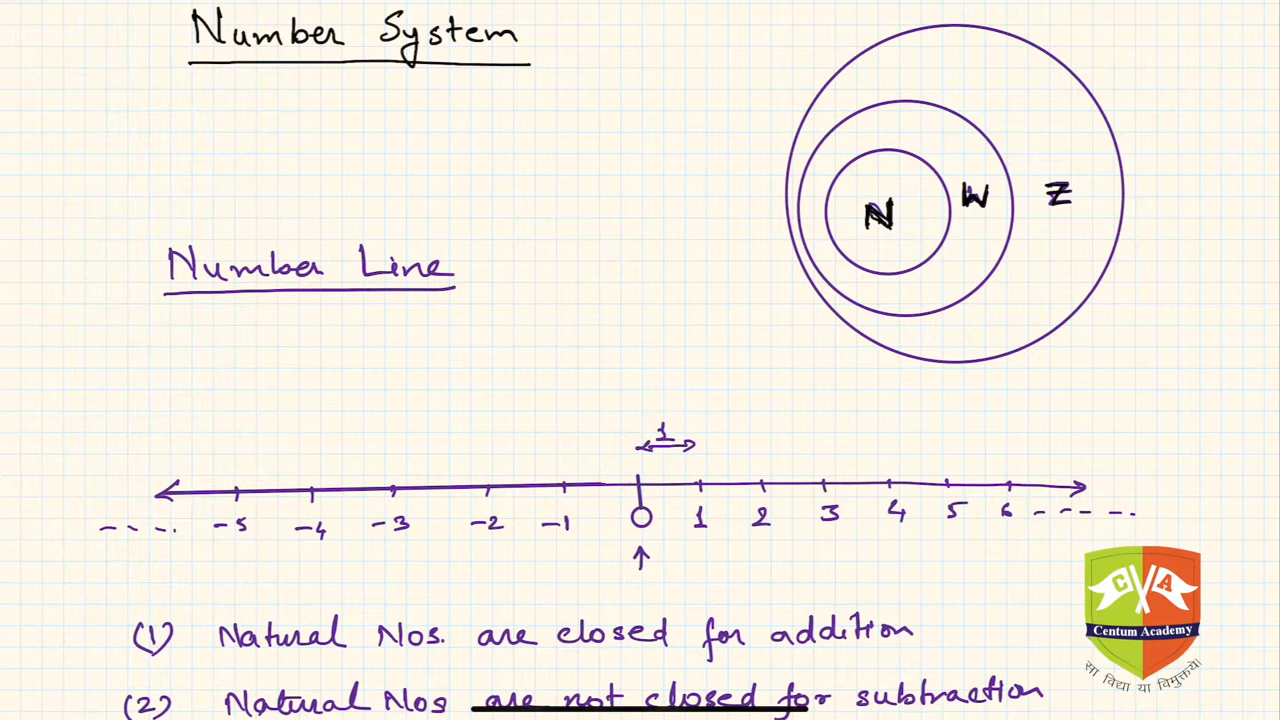 Number System
N W Z
Number Line
1
- - - . -5 -4 -3 -2 -1 0 1 2 3 4 5 6 - - - - .
(1) Natural Nos. are closed for addition
(2) Natural Nos are not closed for subtraction
C A
Centum Academy
सा विद्या या विमुक्तये।